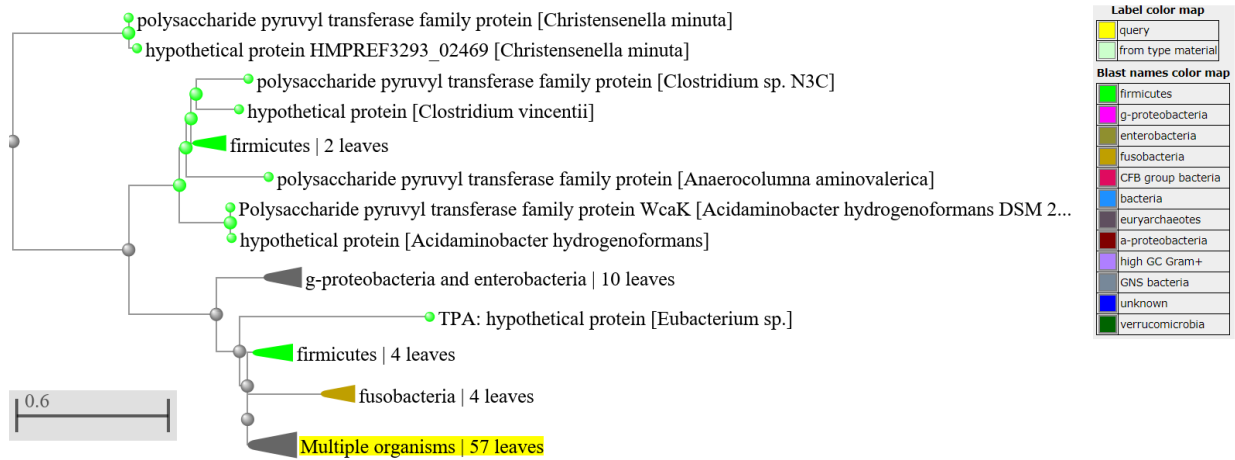 polysaccharide pyruvyl transferase family protein [Christensenella minuta]
hypothetical protein HMPREF3293_02469 [Christensenella minuta]
polysaccharide pyruvyl transferase family protein [Clostridium sp. N3C]
hypothetical protein [Clostridium vincentii]
firmicutes | 2 leaves
polysaccharide pyruvyl transferase family protein [Anaerocolumna aminovalerica]
Polysaccharide pyruvyl transferase family protein WcaK [Acidaminobacter hydrogenoformans DSM 2...
hypothetical protein [Acidaminobacter hydrogenoformans]
g-proteobacteria and enterobacteria | 10 leaves
TPA: hypothetical protein [Eubacterium sp.]
firmicutes | 4 leaves
fusobacteria | 4 leaves
Multiple organisms | 57 leaves
0.6
Label color map
query
from type material
Blast names color map
firmicutes
g-proteobacteria
enterobacteria
fusobacteria
CFB group bacteria
bacteria
euryarchaeotes
a-proteobacteria
high GC Gram+
GNS bacteria
unknown
verrucomicrobia